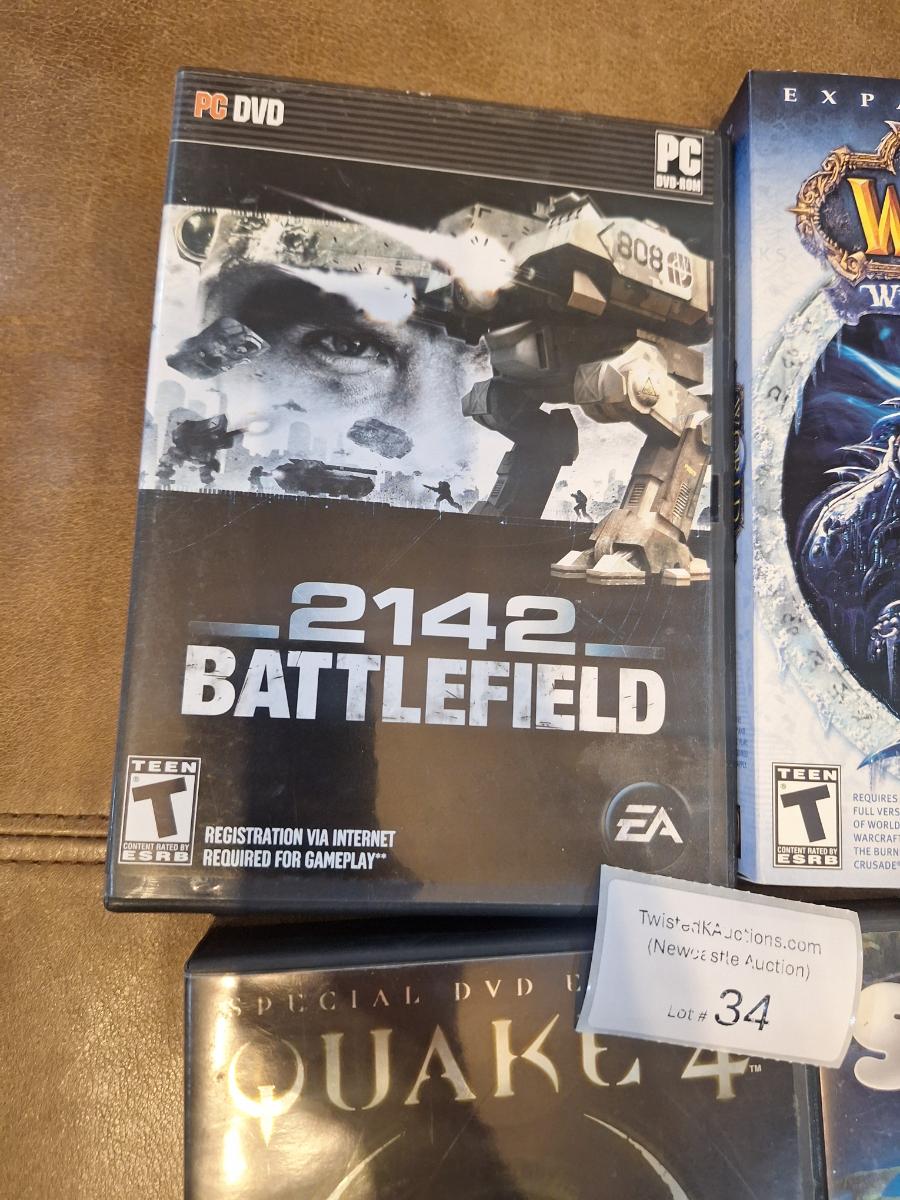 PC DVD
PC
DVD-ROM
808
2142
BATTLEFIELD
TEEN
T
CONTENT RATED BY
ESRB
REGISTRATION VIA INTERNET
REQUIRED FOR GAMEPLAY**
EA
EXPA
W
W
TEEN
T
CONTENT RATED BY
ESRB
REQUIRES
FULL VERS
OF WORLD
WARCRAFT
THE BURN
CRUSADE®
TwistedKAuctions.com
(Newcastle Auction)
Lot # 34
SPECIAL DVD E
QUAKE 4™
S